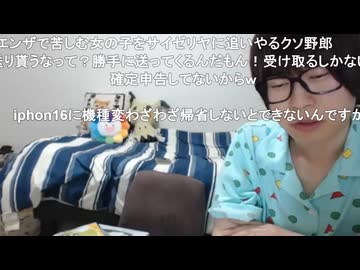 エンザで苦しむ女の子をサイゼリヤに追いやるクソ野郎
送り貰うなって？勝手に送ってくるんだもん！受け取るしかない
確定申告してないからw
iphon16に機種変わざわざ帰省しないとできないんですか